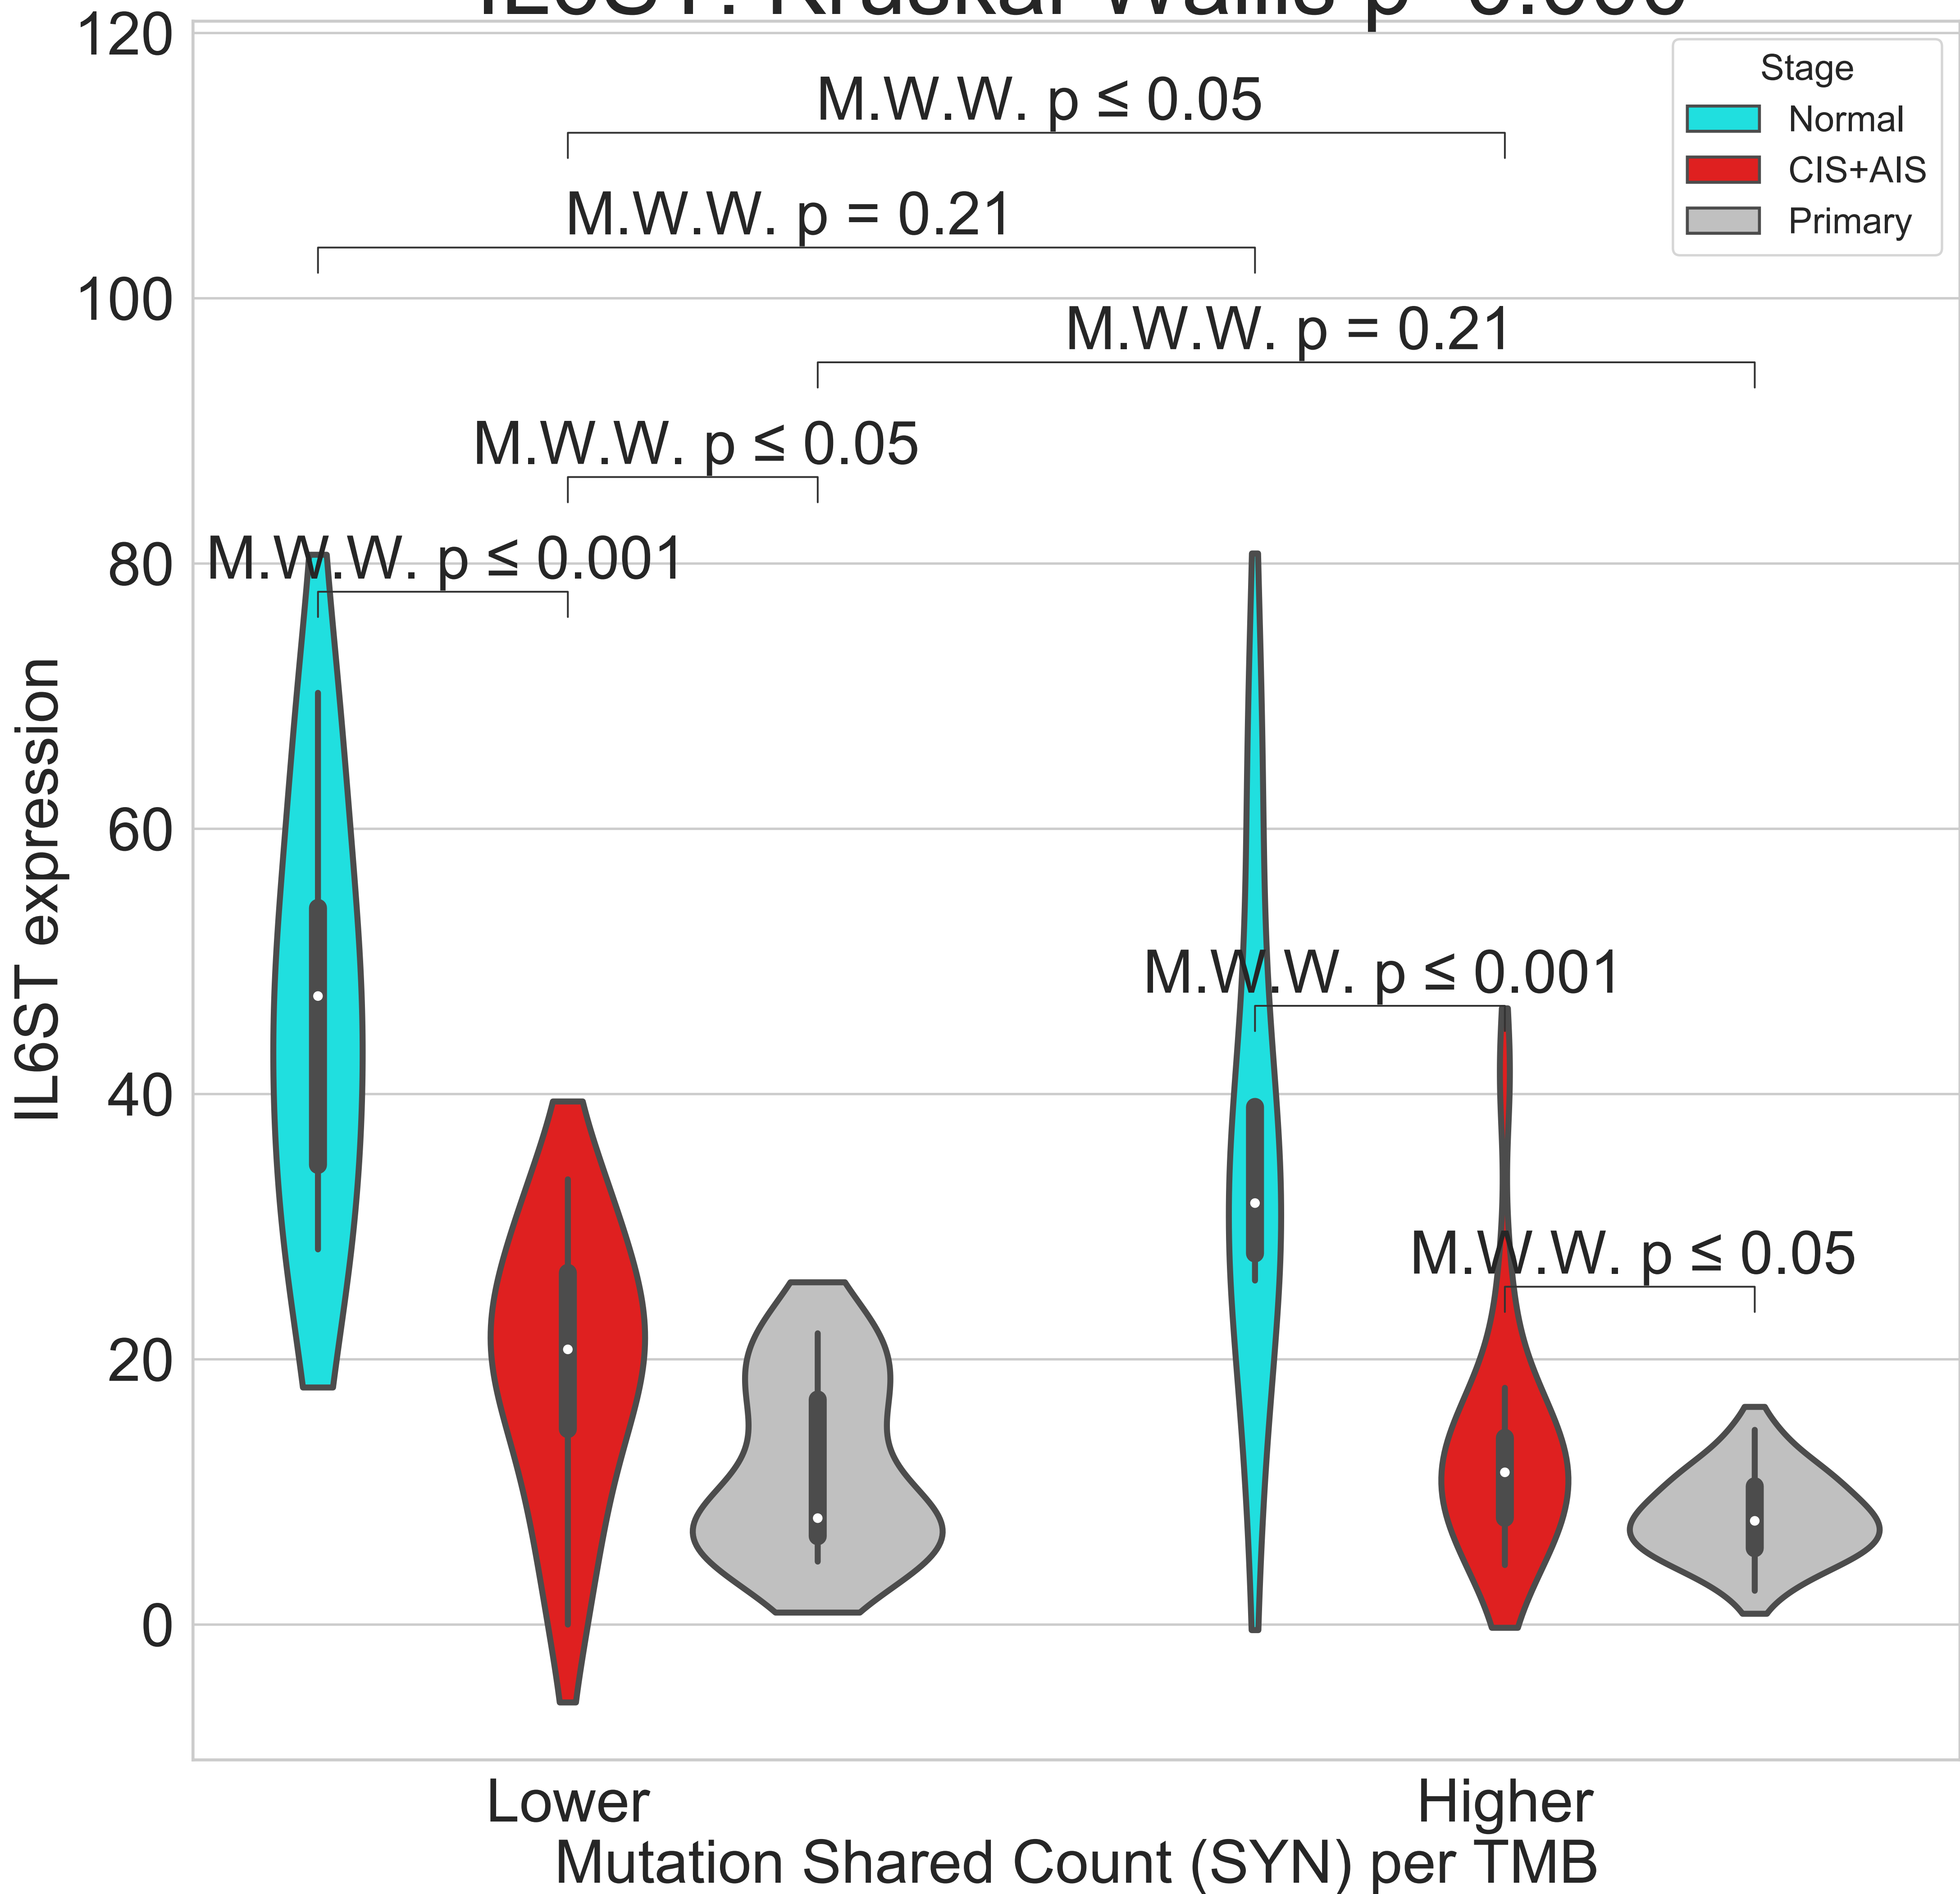 120
Stage
Normal
CIS+AIS
Primary
M.W.W. p ≤ 0.05
M.W.W. p = 0.21
100
M.W.W. p = 0.21
M.W.W. p ≤ 0.05
M.W.W. p ≤ 0.001
80
60
M.W.W. p ≤ 0.001
40
M.W.W. p ≤ 0.05
20
0
IL6ST expression
Lower
Higher
Mutation Shared Count (SYN) per TMB